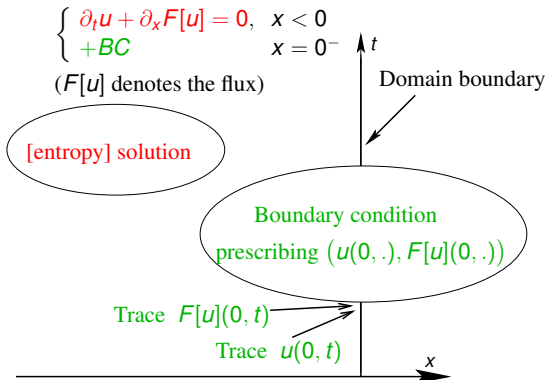 ∂ₜu + ∂ₓF[u] = 0, x < 0
+BC x = 0⁻
(F[u] denotes the flux)
t
Domain boundary
[entropy] solution
Boundary condition
prescribing (u(0, .), F[u](0, .))
Trace F[u](0, t)
Trace u(0, t)
x